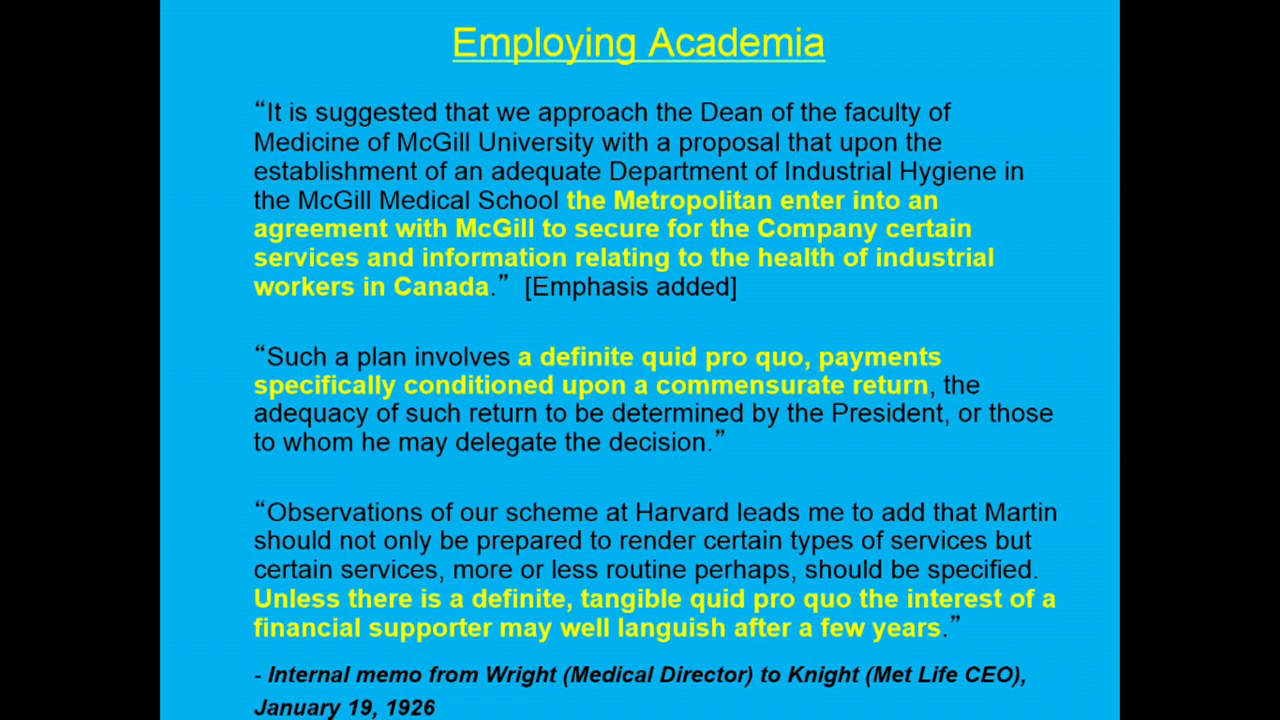 Employing Academia
“It is suggested that we approach the Dean of the faculty of
Medicine of McGill University with a proposal that upon the
establishment of an adequate Department of Industrial Hygiene in
the McGill Medical School the Metropolitan enter into an
agreement with McGill to secure for the Company certain
services and information relating to the health of industrial
workers in Canada.” [Emphasis added]
“Such a plan involves a definite quid pro quo, payments
specifically conditioned upon a commensurate return, the
adequacy of such return to be determined by the President, or those
to whom he may delegate the decision.”
“Observations of our scheme at Harvard leads me to add that Martin
should not only be prepared to render certain types of services but
certain services, more or less routine perhaps, should be specified.
Unless there is a definite, tangible quid pro quo the interest of a
financial supporter may well languish after a few years.”
- Internal memo from Wright (Medical Director) to Knight (Met Life CEO),
January 19, 1926